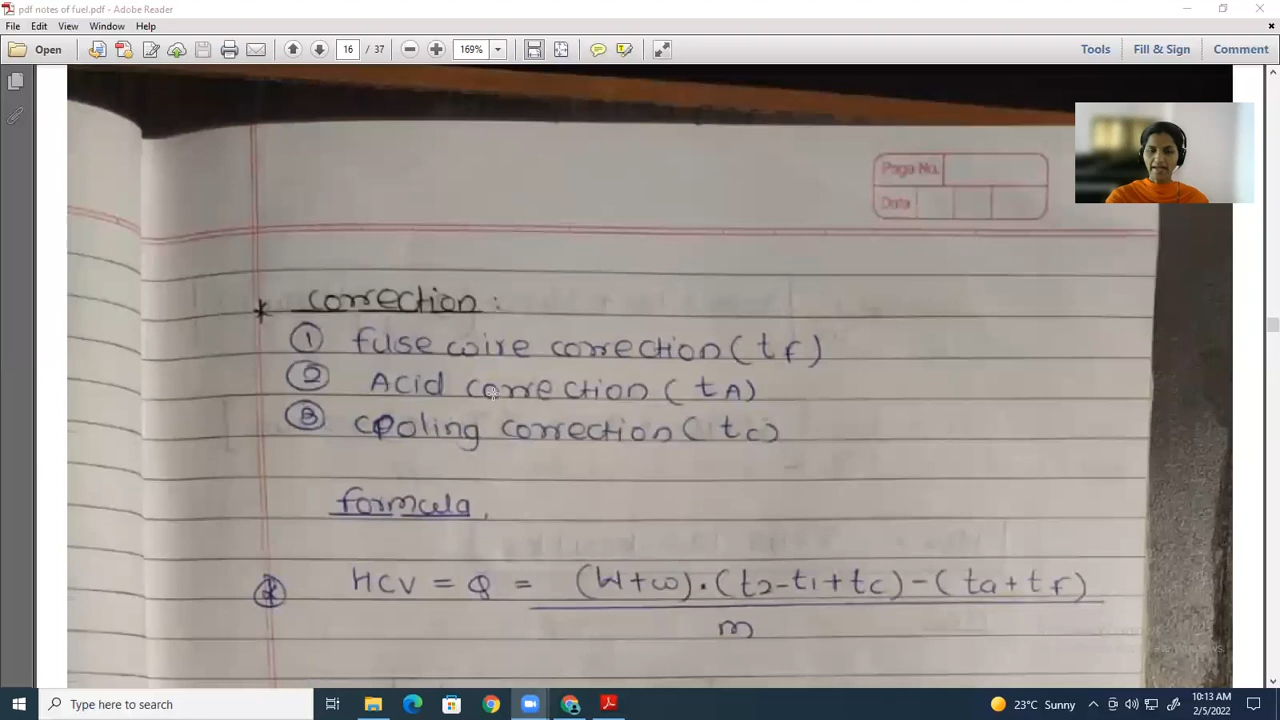 pdf notes of fuel.pdf - Adobe Reader
File Edit View Window Help
Open 16 / 37 169% Tools Fill & Sign Comment
Page No.
Date
* correction:
① fuse wire correction (tf)
② Acid correction (tA)
③ cooling correction (tc)
formula,
HCV = Q = (W+w)·(t2-t1+tc)-(ta+tf)
m
Type here to search
23°C Sunny
10:13 AM
2/5/2022